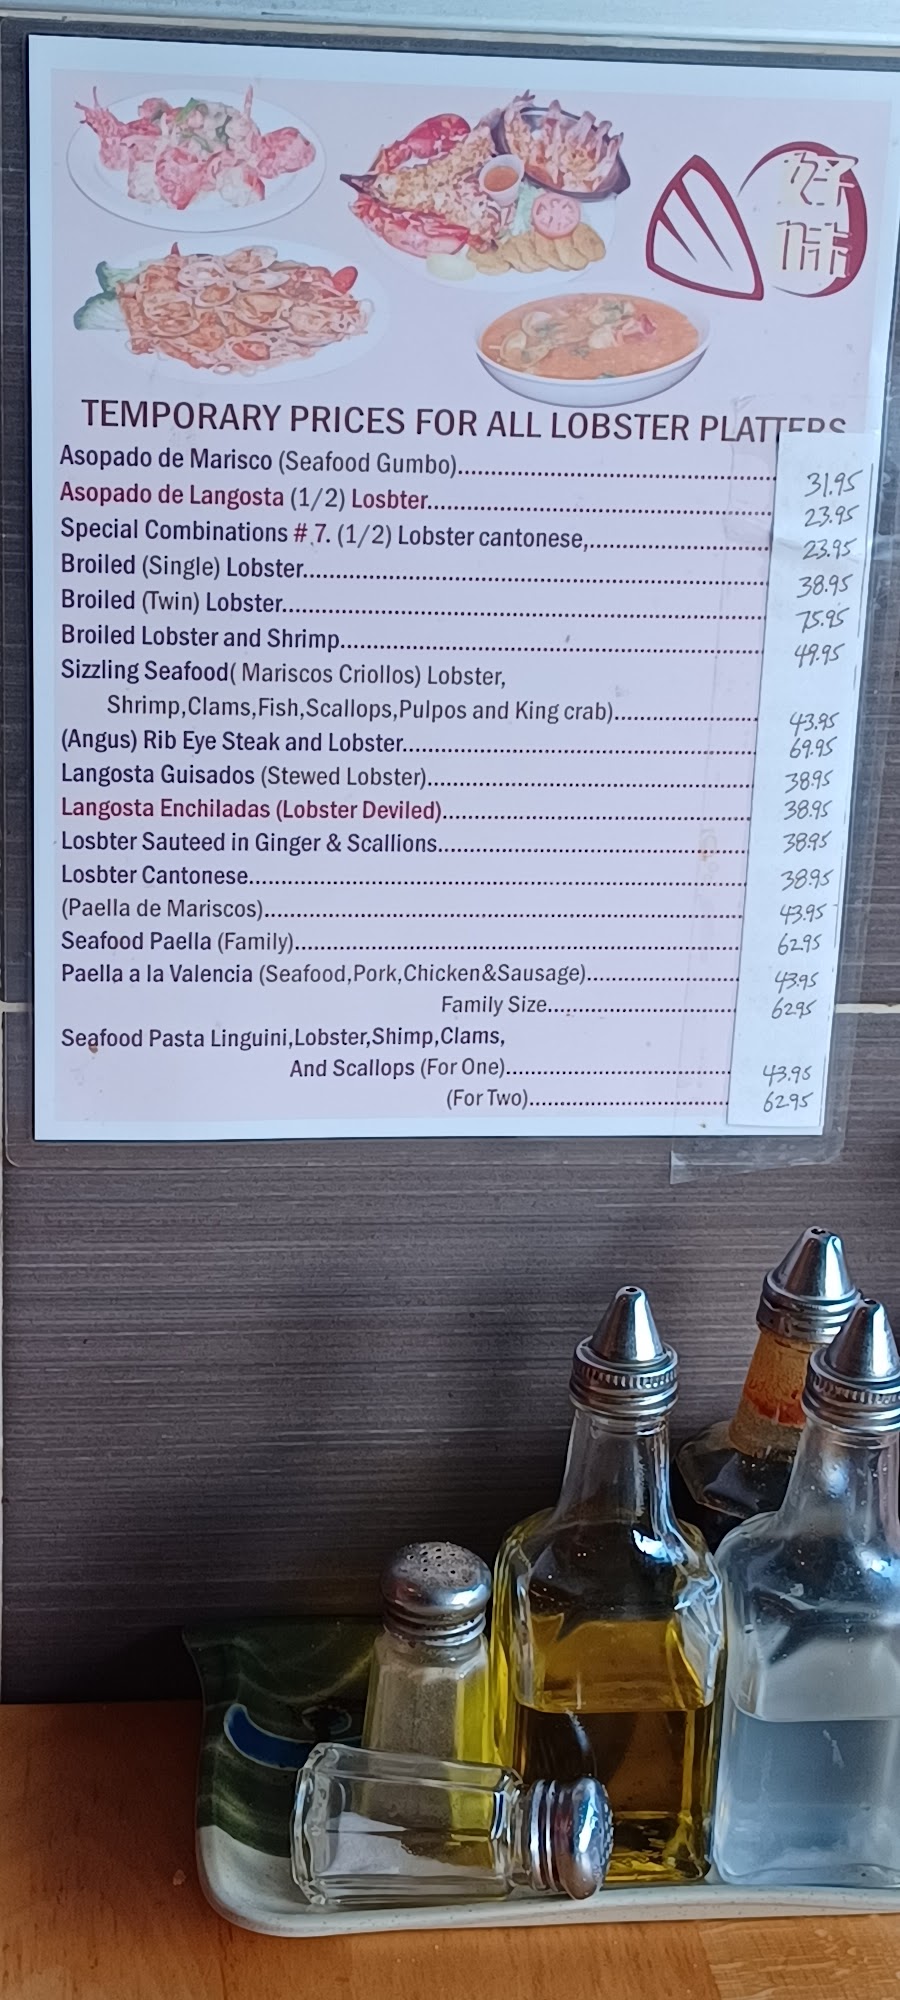 TEMPORARY PRICES FOR ALL LOBSTER PLATTERS
Asopado de Marisco (Seafood Gumbo)........ 31.95
Asopado de Langosta (1/2) Losbter........ 23.95
Special Combinations # 7. (1/2) Lobster cantonese,........ 23.95
Broiled (Single) Lobster........ 38.95
Broiled (Twin) Lobster........ 75.95
Broiled Lobster and Shrimp........ 49.95
Sizzling Seafood( Mariscos Criollos) Lobster,
Shrimp,Clams,Fish,Scallops,Pulpos and King crab)........ 43.95
(Angus) Rib Eye Steak and Lobster........ 69.95
Langosta Guisados (Stewed Lobster)........ 38.95
Langosta Enchiladas (Lobster Deviled)........ 38.95
Losbter Sauteed in Ginger & Scallions........ 38.95
Losbter Cantonese........ 38.95
(Paella de Mariscos)........ 43.95
Seafood Paella (Family)........ 62.95
Paella a la Valencia (Seafood,Pork,Chicken&Sausage)........ 43.95
Family Size........ 62.95
Seafood Pasta Linguini,Lobster,Shimp,Clams,
And Scallops (For One)........ 43.95
(For Two)........ 62.95